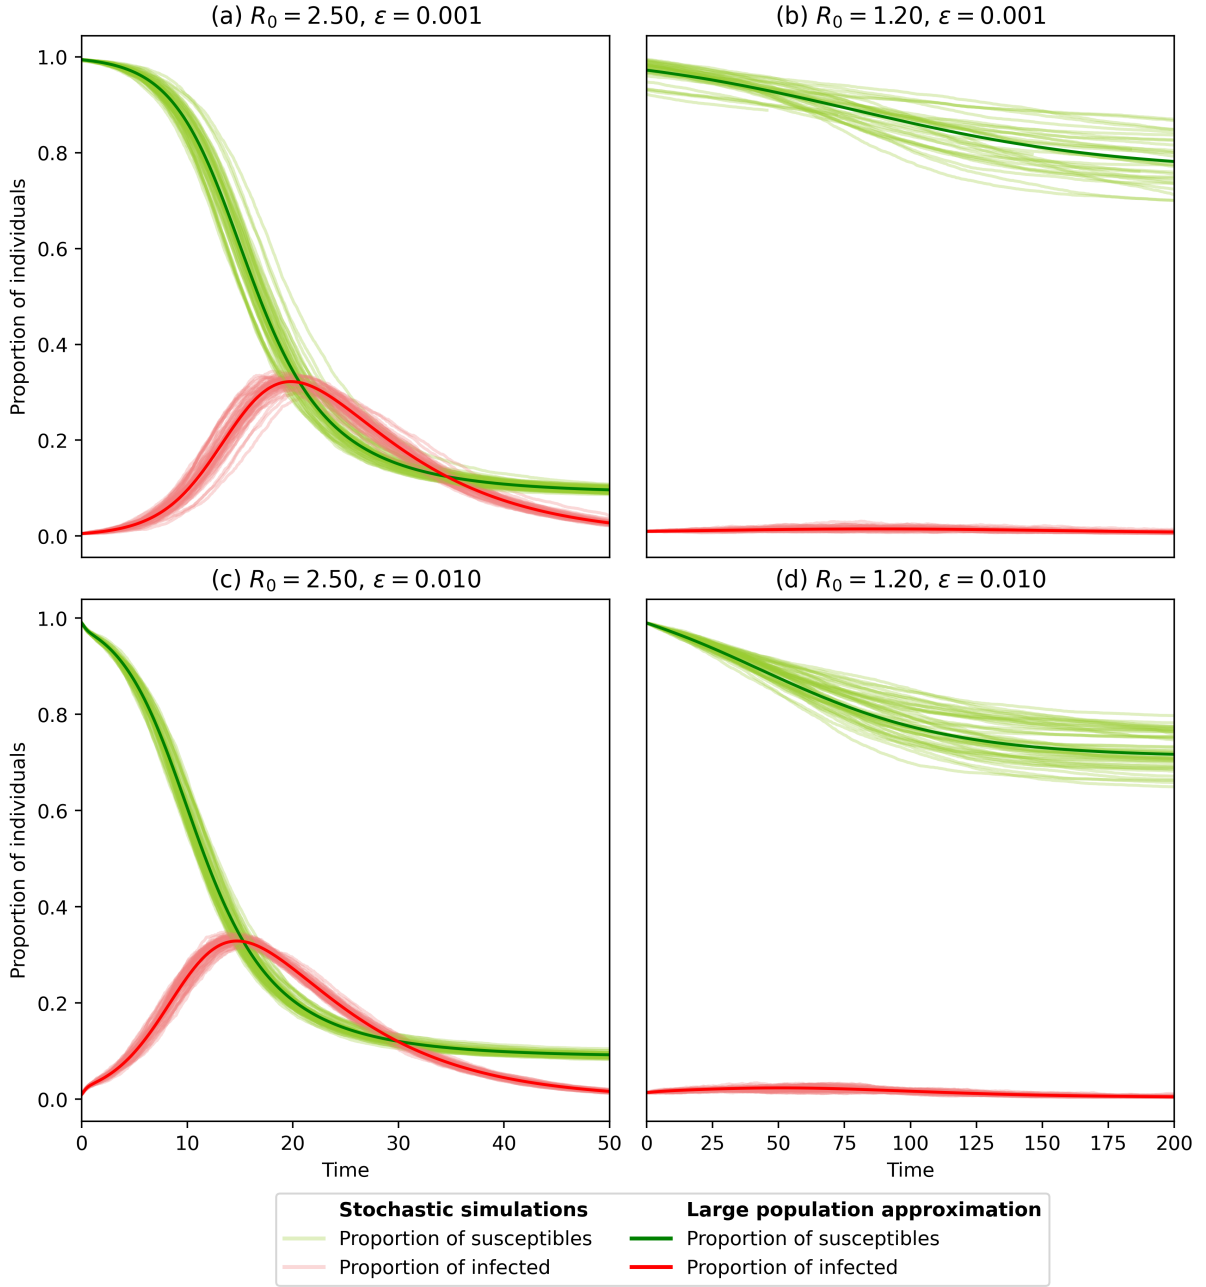 (a) R₀ = 2.50, ε = 0.001
(b) R₀ = 1.20, ε = 0.001
Proportion of individuals
1.0
0.8
0.6
0.4
0.2
0.0
(c) R₀ = 2.50, ε = 0.010
(d) R₀ = 1.20, ε = 0.010
Proportion of individuals
1.0
0.8
0.6
0.4
0.2
0.0
0 10 20 30 40 50
0 25 50 75 100 125 150 175 200
Time
Time
Stochastic simulations
Proportion of susceptibles
Proportion of infected
Large population approximation
Proportion of susceptibles
Proportion of infected